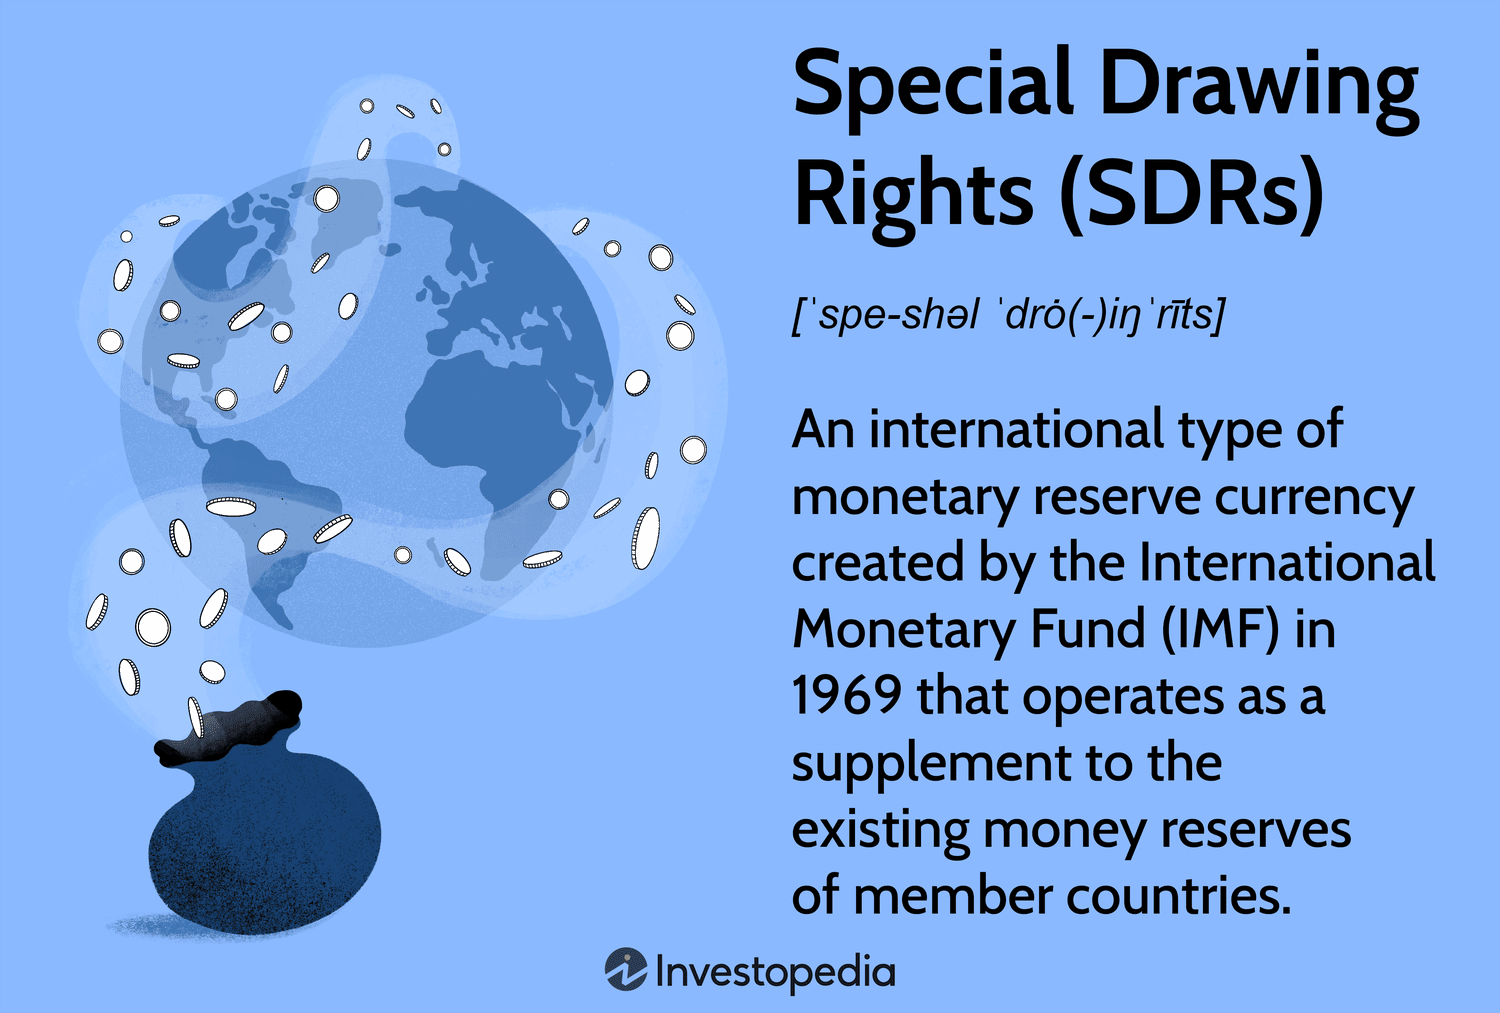 Special Drawing
Rights (SDRs)
[ˈspe-shəl ˈdrȯ(-)iŋ ˈrīts]
An international type of
monetary reserve currency
created by the International
Monetary Fund (IMF) in
1969 that operates as a
supplement to the
existing money reserves
of member countries.
Investopedia